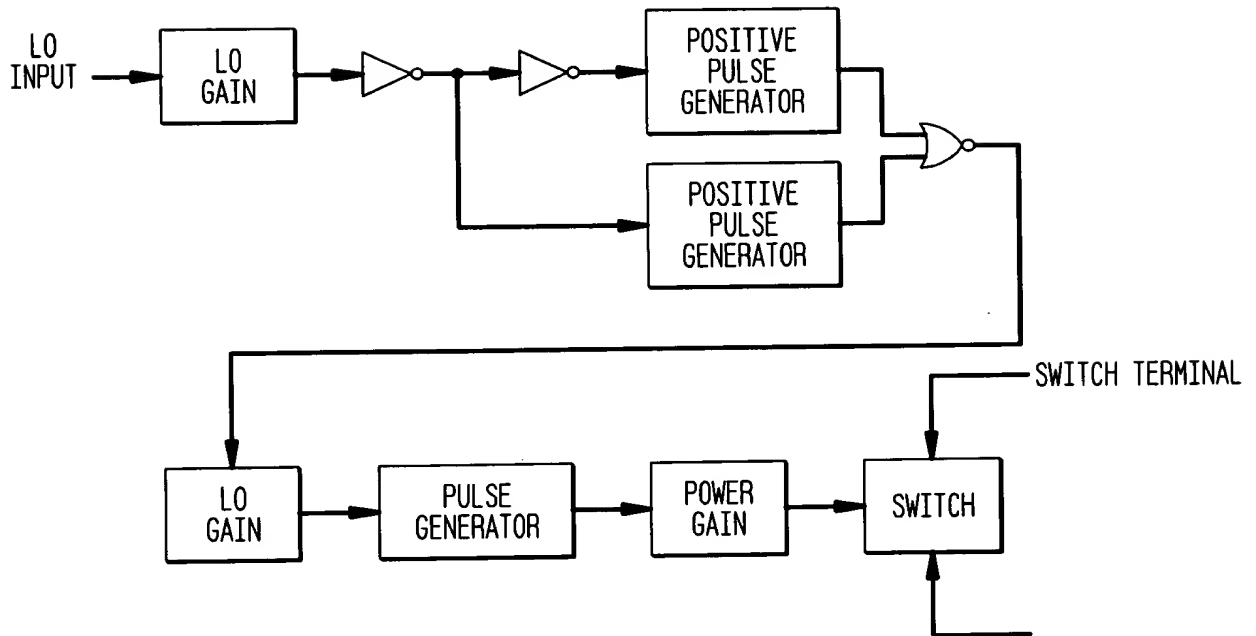 LO
INPUT
LO
GAIN
POSITIVE
PULSE
GENERATOR
POSITIVE
PULSE
GENERATOR
SWITCH TERMINAL
LO
GAIN
PULSE
GENERATOR
POWER
GAIN
SWITCH